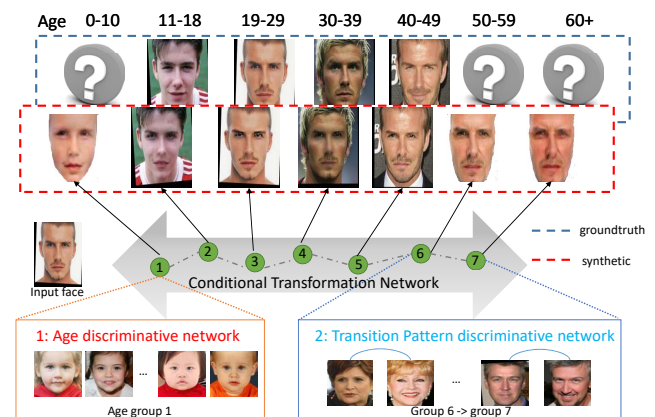 Age 0-10 11-18 19-29 30-39 40-49 50-59 60+
? ? ?
1 2 3 4 5 6 7
groundtruth
synthetic
Input face
Conditional Transformation Network
1: Age discriminative network
...
Age group 1
2: Transition Pattern discriminative network
...
Group 6 -> group 7